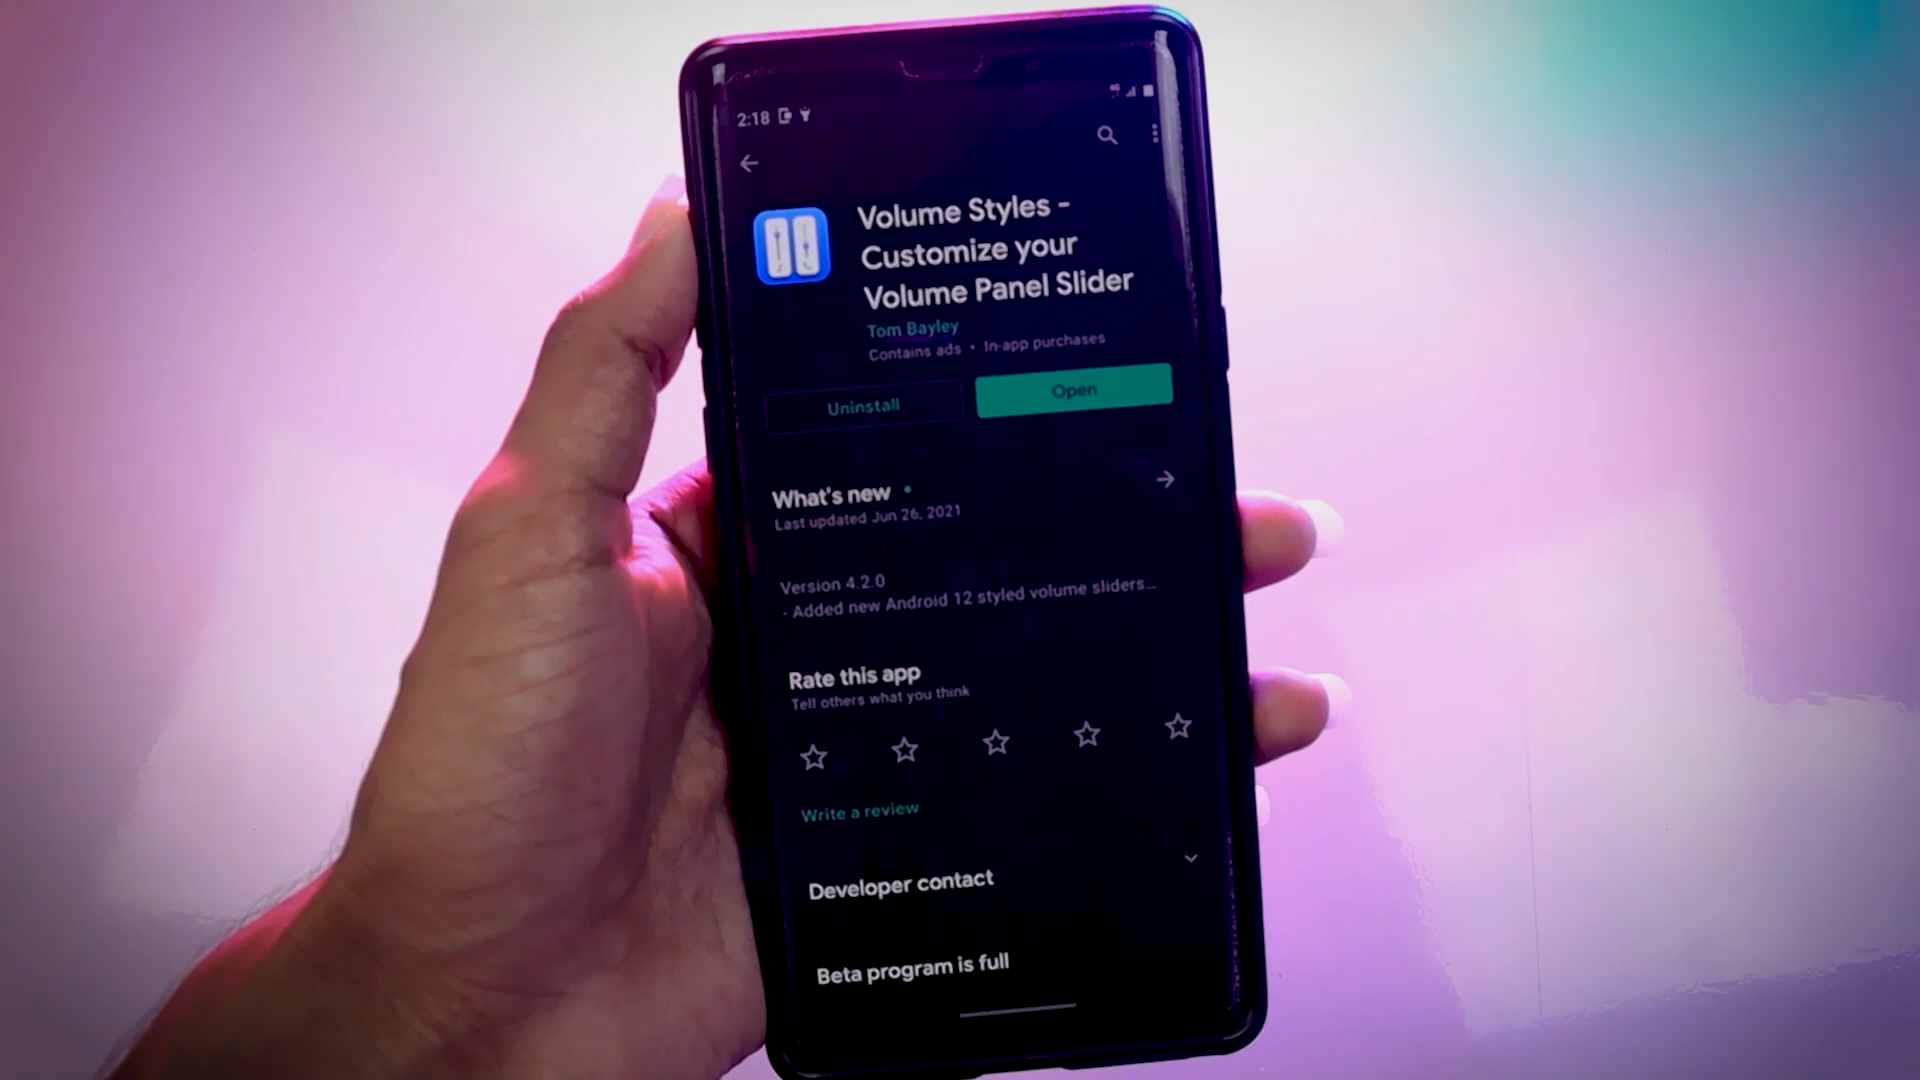 2:18
Volume Styles -
Customize your
Volume Panel Slider
Tom Bayley
Contains ads • In-app purchases
Uninstall
Open
What's new •
Last updated Jun 26, 2021
Version 4.2.0
- Added new Android 12 styled volume sliders...
Rate this app
Tell others what you think
Write a review
Developer contact
Beta program is full